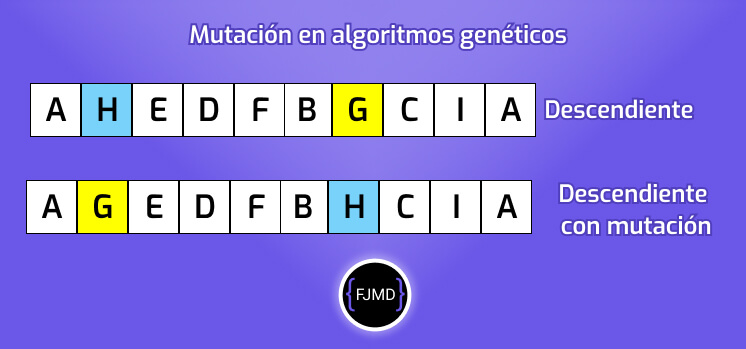 Mutación en algoritmos genéticos
A H E D F B G C I A Descendiente
A G E D F B H C I A Descendiente
con mutación
{FJMD}